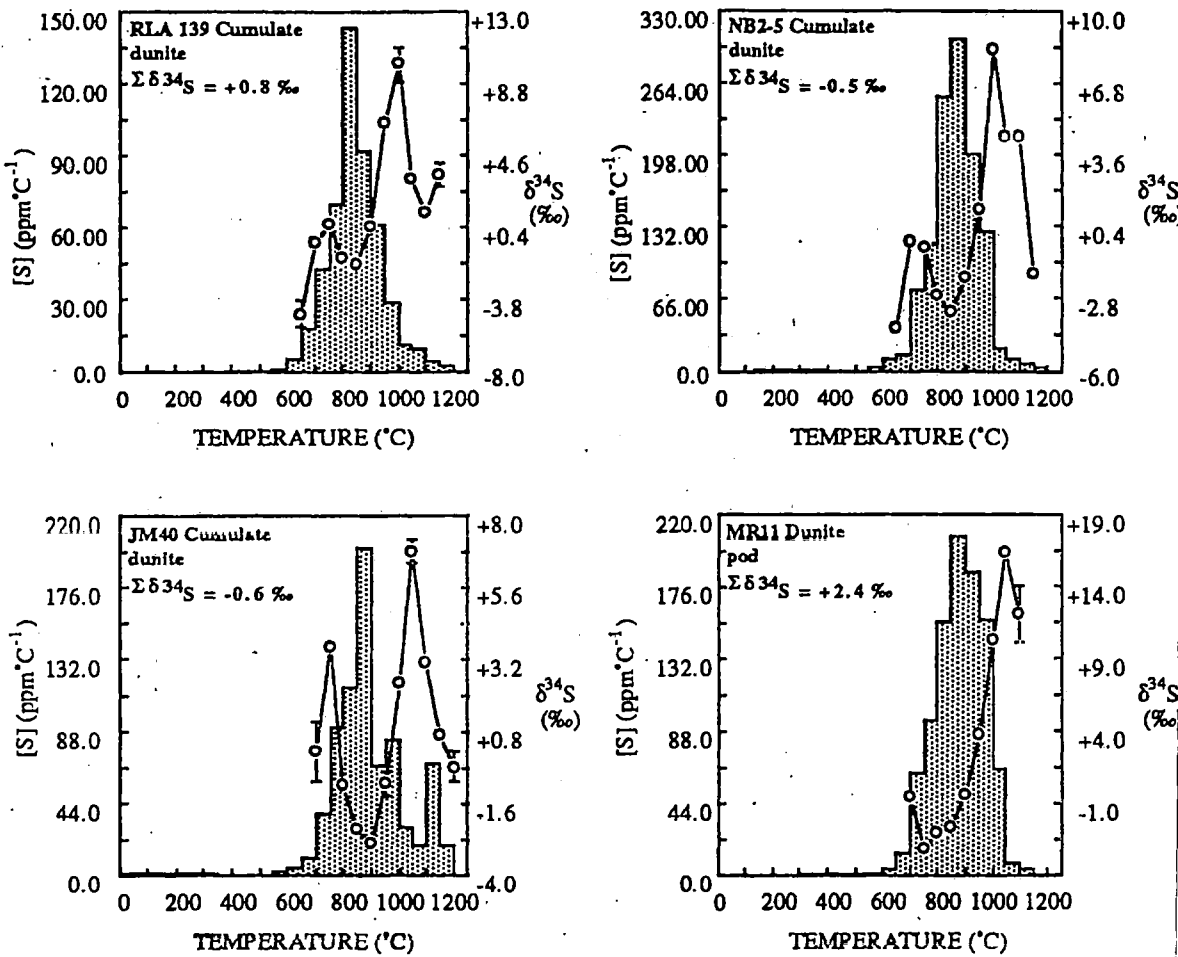 150.00
120.00
90.00
60.00
30.00
0.0
[S] (ppm°C⁻¹)
RLA 139 Cumulate
dunite
Σδ³⁴S = +0.8 ‰
+13.0
+8.8
+4.6
+0.4
-3.8
-8.0
δ³⁴S
(‰)
0 200 400 600 800 1000 1200
TEMPERATURE (°C)
330.00
264.00
198.00
132.00
66.00
0.0
[S] (ppm°C⁻¹)
NB2-5 Cumulate
dunite
Σδ³⁴S = -0.5 ‰
+10.0
+6.8
+3.6
+0.4
-2.8
-6.0
δ³⁴S
(‰)
0 200 400 600 800 1000 1200
TEMPERATURE (°C)
220.0
176.0
132.0
88.0
44.0
0.0
[S] (ppm°C⁻¹)
JM40 Cumulate
dunite
Σδ³⁴S = -0.6 ‰
+8.0
+5.6
+3.2
+0.8
-1.6
-4.0
δ³⁴S
(‰)
0 200 400 600 800 1000 1200
TEMPERATURE (°C)
220.0
176.0
132.0
88.0
44.0
0.0
[S] (ppm°C⁻¹)
MR11 Dunite
pod
Σδ³⁴S = +2.4 ‰
+19.0
+14.0
+9.0
+4.0
-1.0
δ³⁴S
(‰)
0 200 400 600 800 1000 1200
TEMPERATURE (°C)